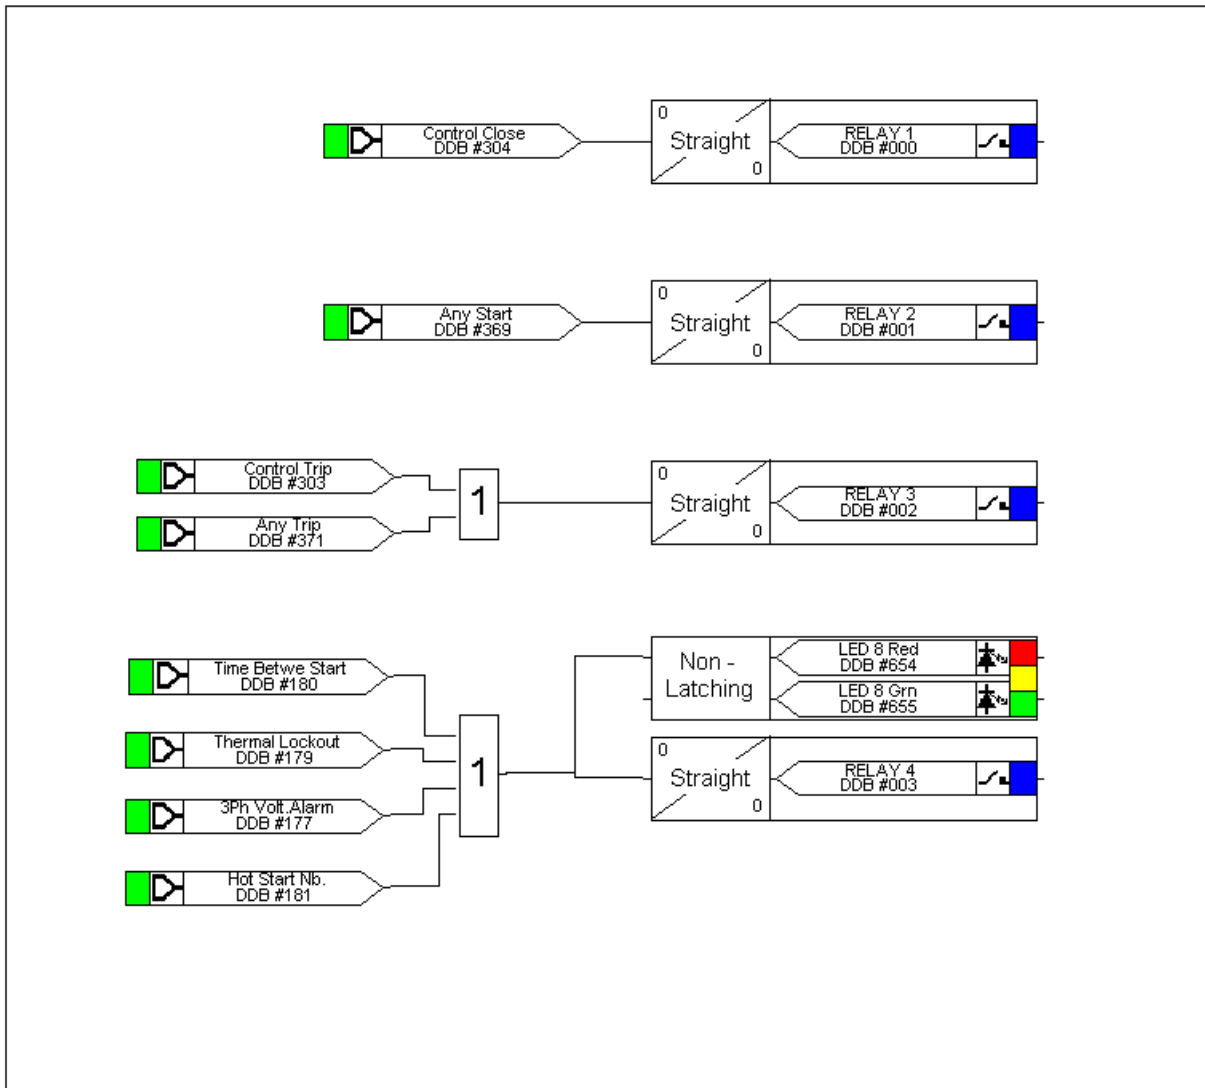 Control Close
DDB #304
0
Straight
0
RELAY 1
DDB #000
Any Start
DDB #369
0
Straight
0
RELAY 2
DDB #001
Control Trip
DDB #303
Any Trip
DDB #371
1
0
Straight
0
RELAY 3
DDB #002
Time Betwe Start
DDB #180
Thermal Lockout
DDB #179
3Ph Volt.Alarm
DDB #177
Hot Start Nb.
DDB #181
1
Non -
Latching
LED 8 Red
DDB #654
LED 8 Grn
DDB #655
0
Straight
0
RELAY 4
DDB #003